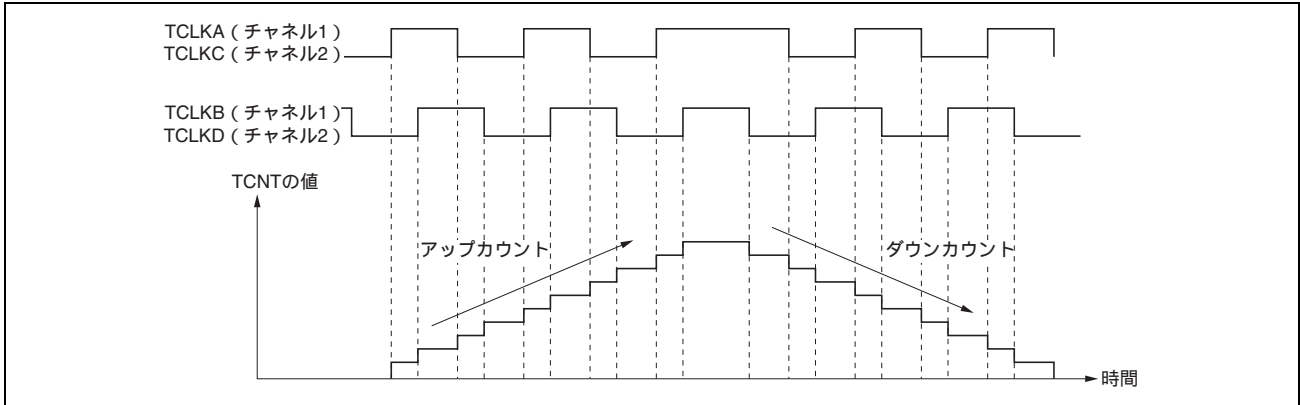 TCLKA（チャネル1）
TCLKC（チャネル2）
TCLKB（チャネル1）
TCLKD（チャネル2）
TCNTの値
アップカウント
ダウンカウント
時間